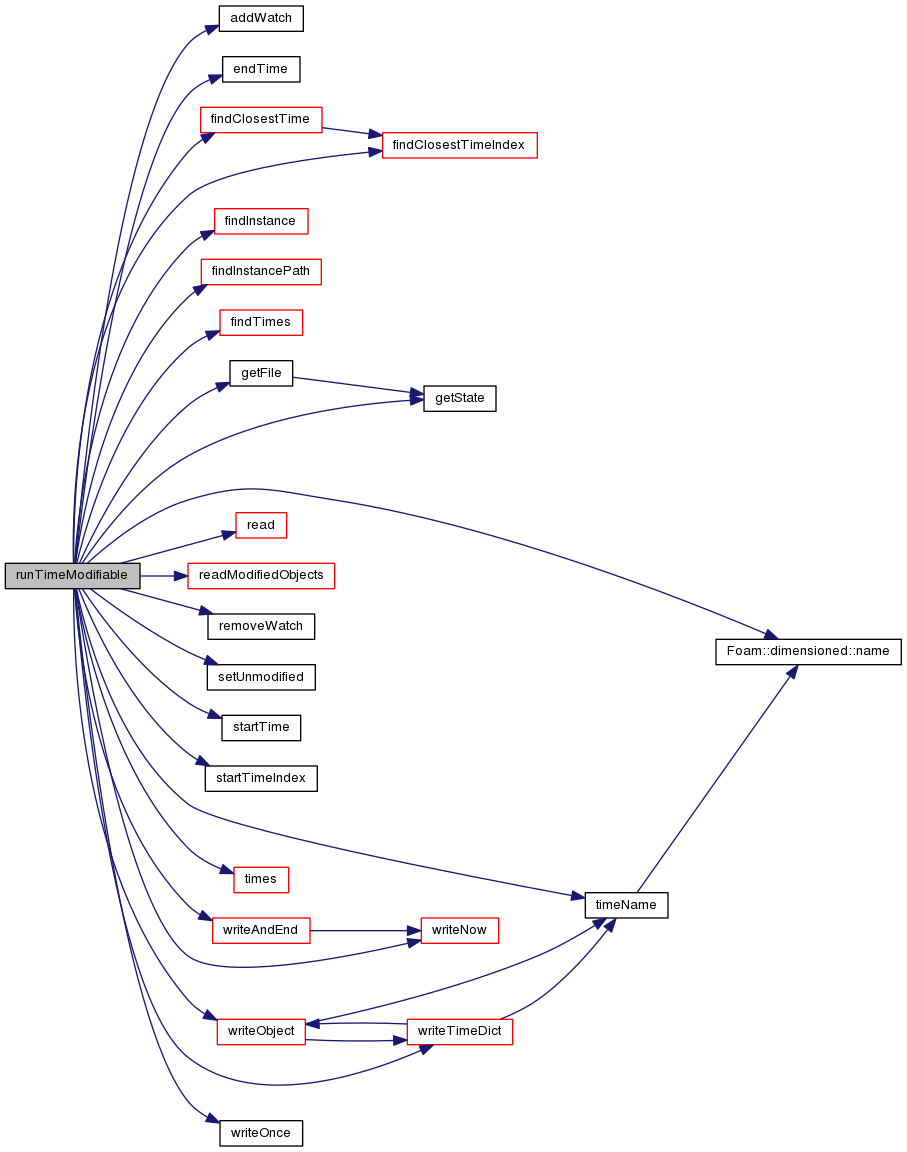 addWatch
endTime
findClosestTime
findClosestTimeIndex
findInstance
findInstancePath
findTimes
getFile
getState
read
runTimeModifiable
readModifiedObjects
removeWatch
Foam::dimensioned::name
setUnmodified
startTime
startTimeIndex
times
timeName
writeAndEnd
writeNow
writeObject
writeTimeDict
writeOnce